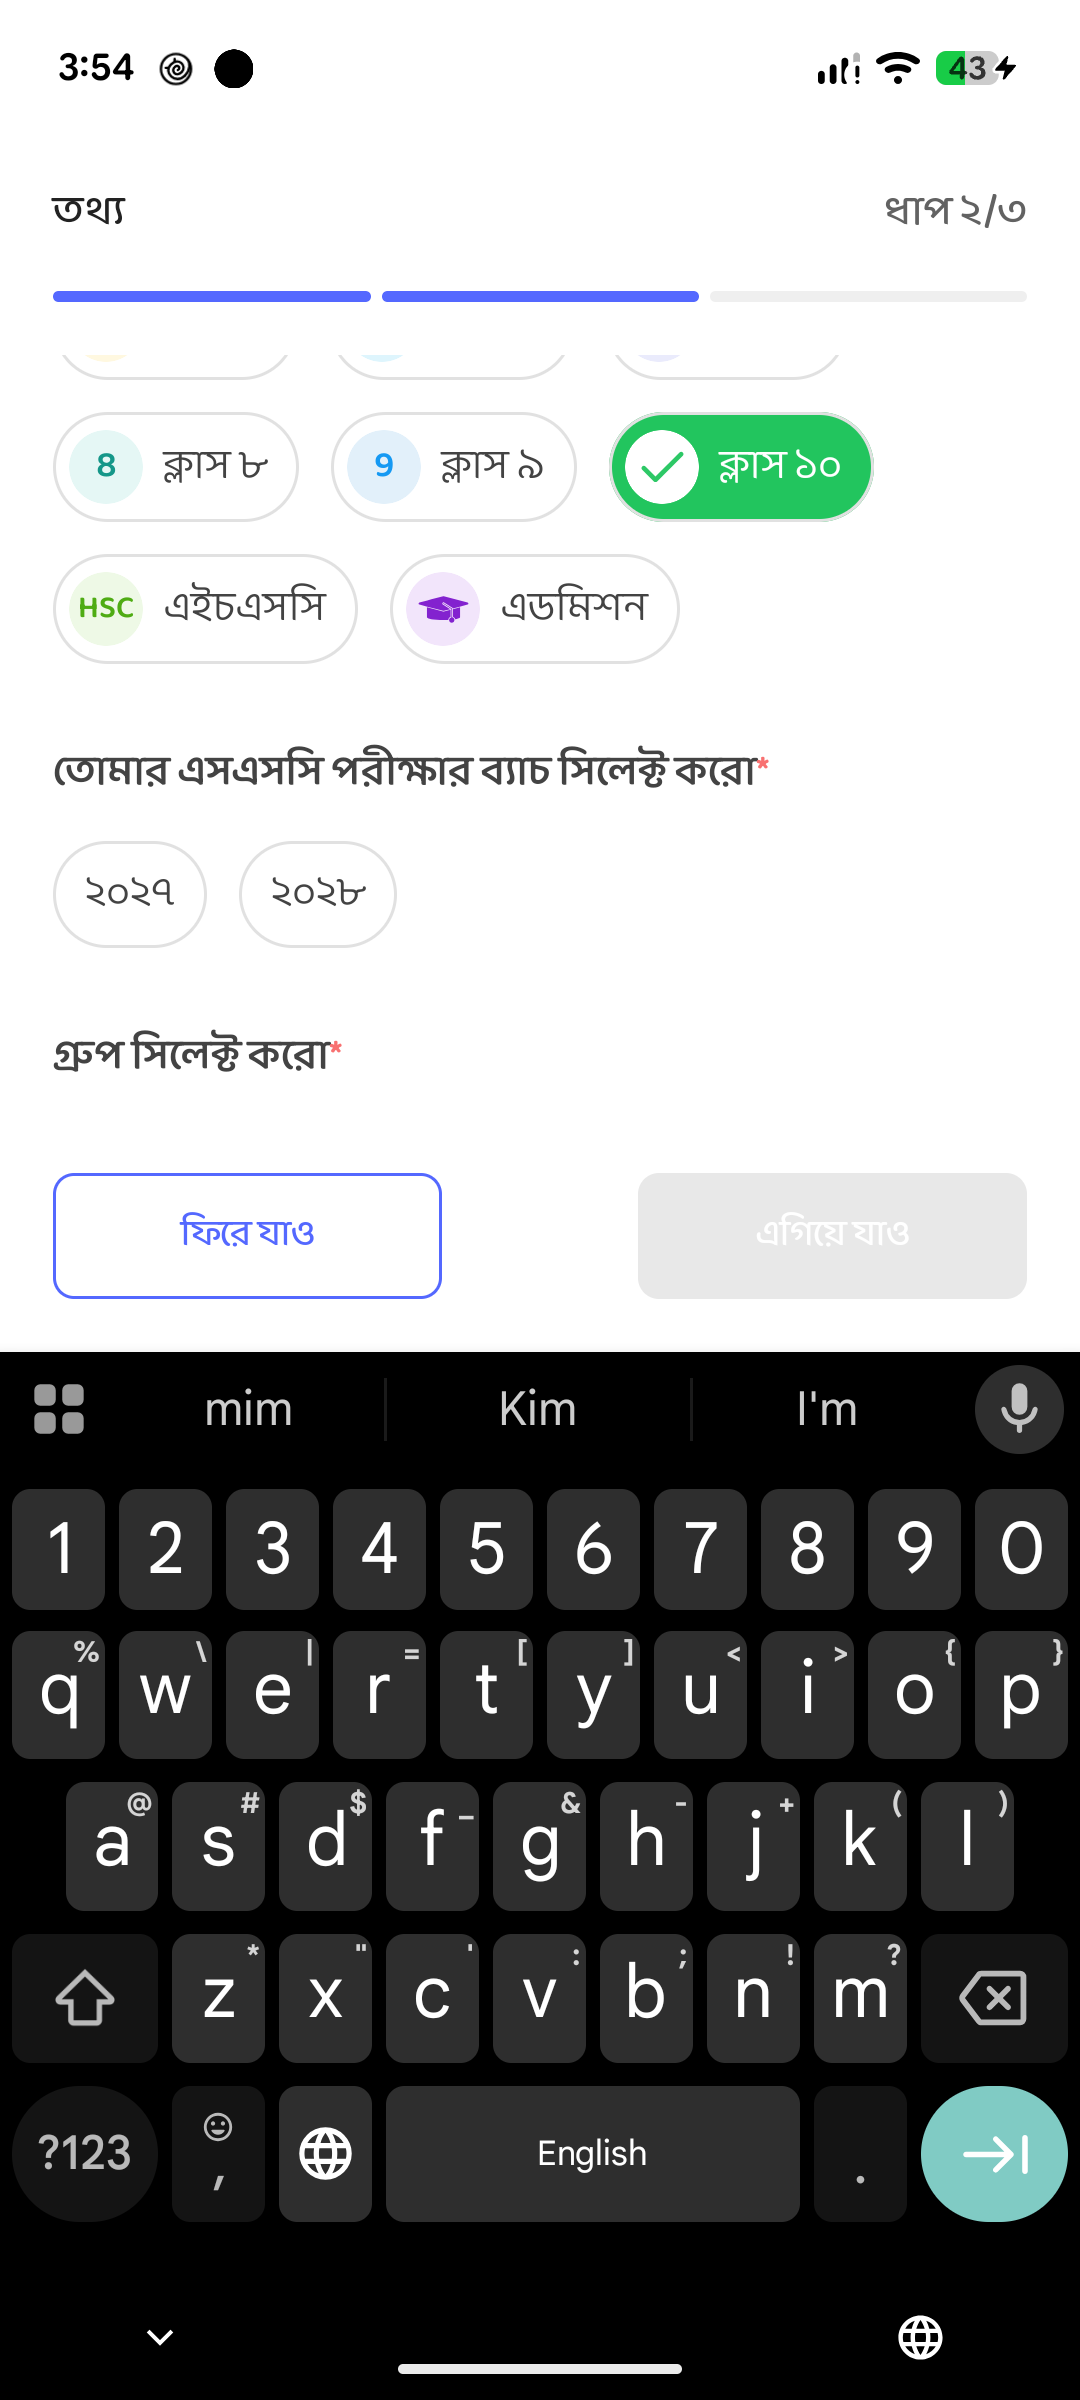 3:54 43
তথ্য ধাপ ২/৩
8 ক্লাস ৮ 9 ক্লাস ৯ ক্লাস ১০
HSC এইচএসসি এডমিশন
তোমার এসএসসি পরীক্ষার ব্যাচ সিলেক্ট করো*
২০২৭ ২০২৮
গ্রুপ সিলেক্ট করো*
ফিরে যাও এগিয়ে যাও
mim Kim I'm
1 2 3 4 5 6 7 8 9 0
% \ | = [ ] < > { }
q w e r t y u i o p
@ # $ _ & - + ( )
a s d f g h j k l
* " ' : ; ! ?
z x c v b n m
?123 , English .